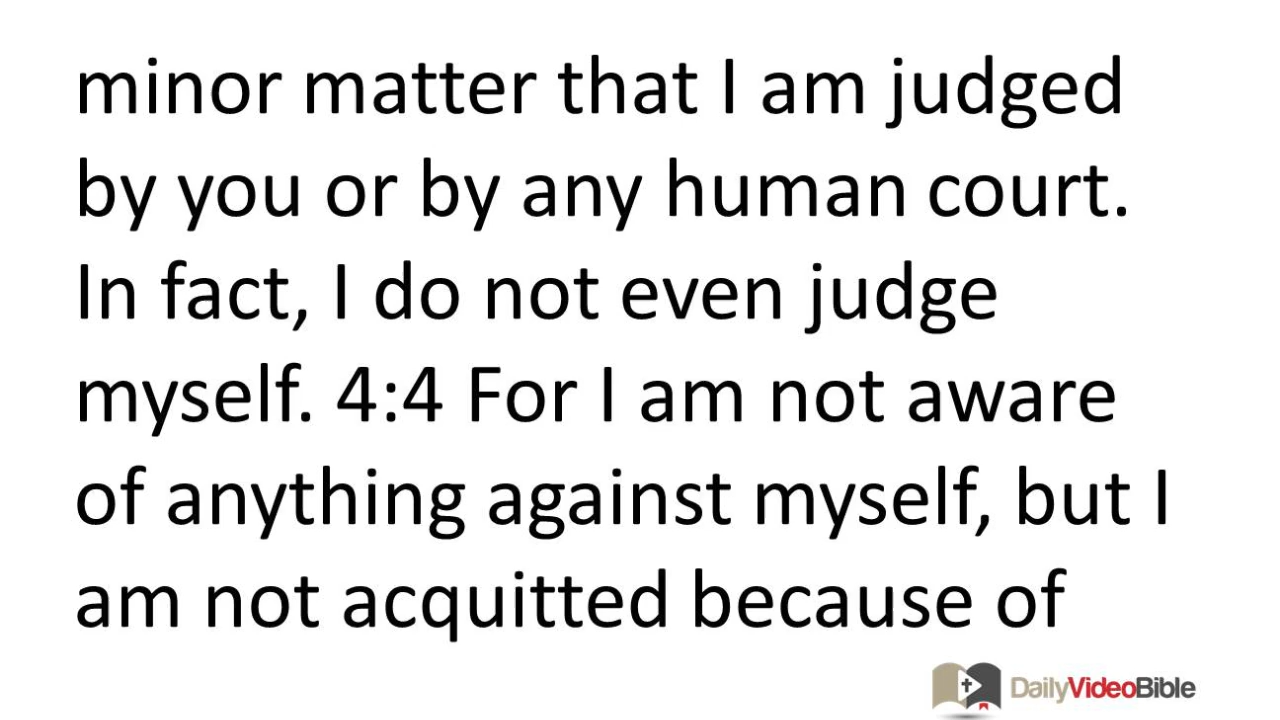 minor matter that I am judged
by you or by any human court.
In fact, I do not even judge
myself. 4:4 For I am not aware
of anything against myself, but I
am not acquitted because of
DailyVideoBible